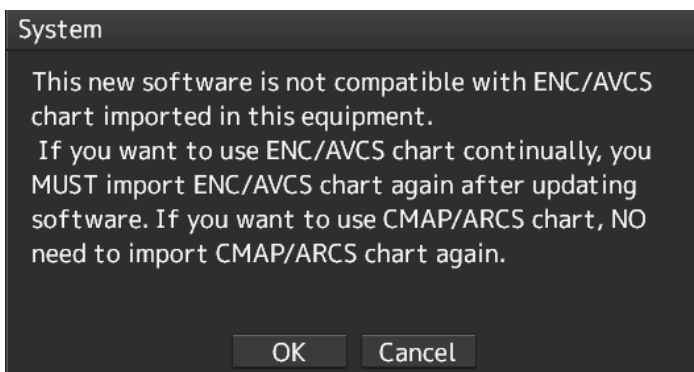 System
This new software is not compatible with ENC/AVCS
chart imported in this equipment.
If you want to use ENC/AVCS chart continually, you
MUST import ENC/AVCS chart again after updating
software. If you want to use CMAP/ARCS chart, NO
need to import CMAP/ARCS chart again.
OK
Cancel